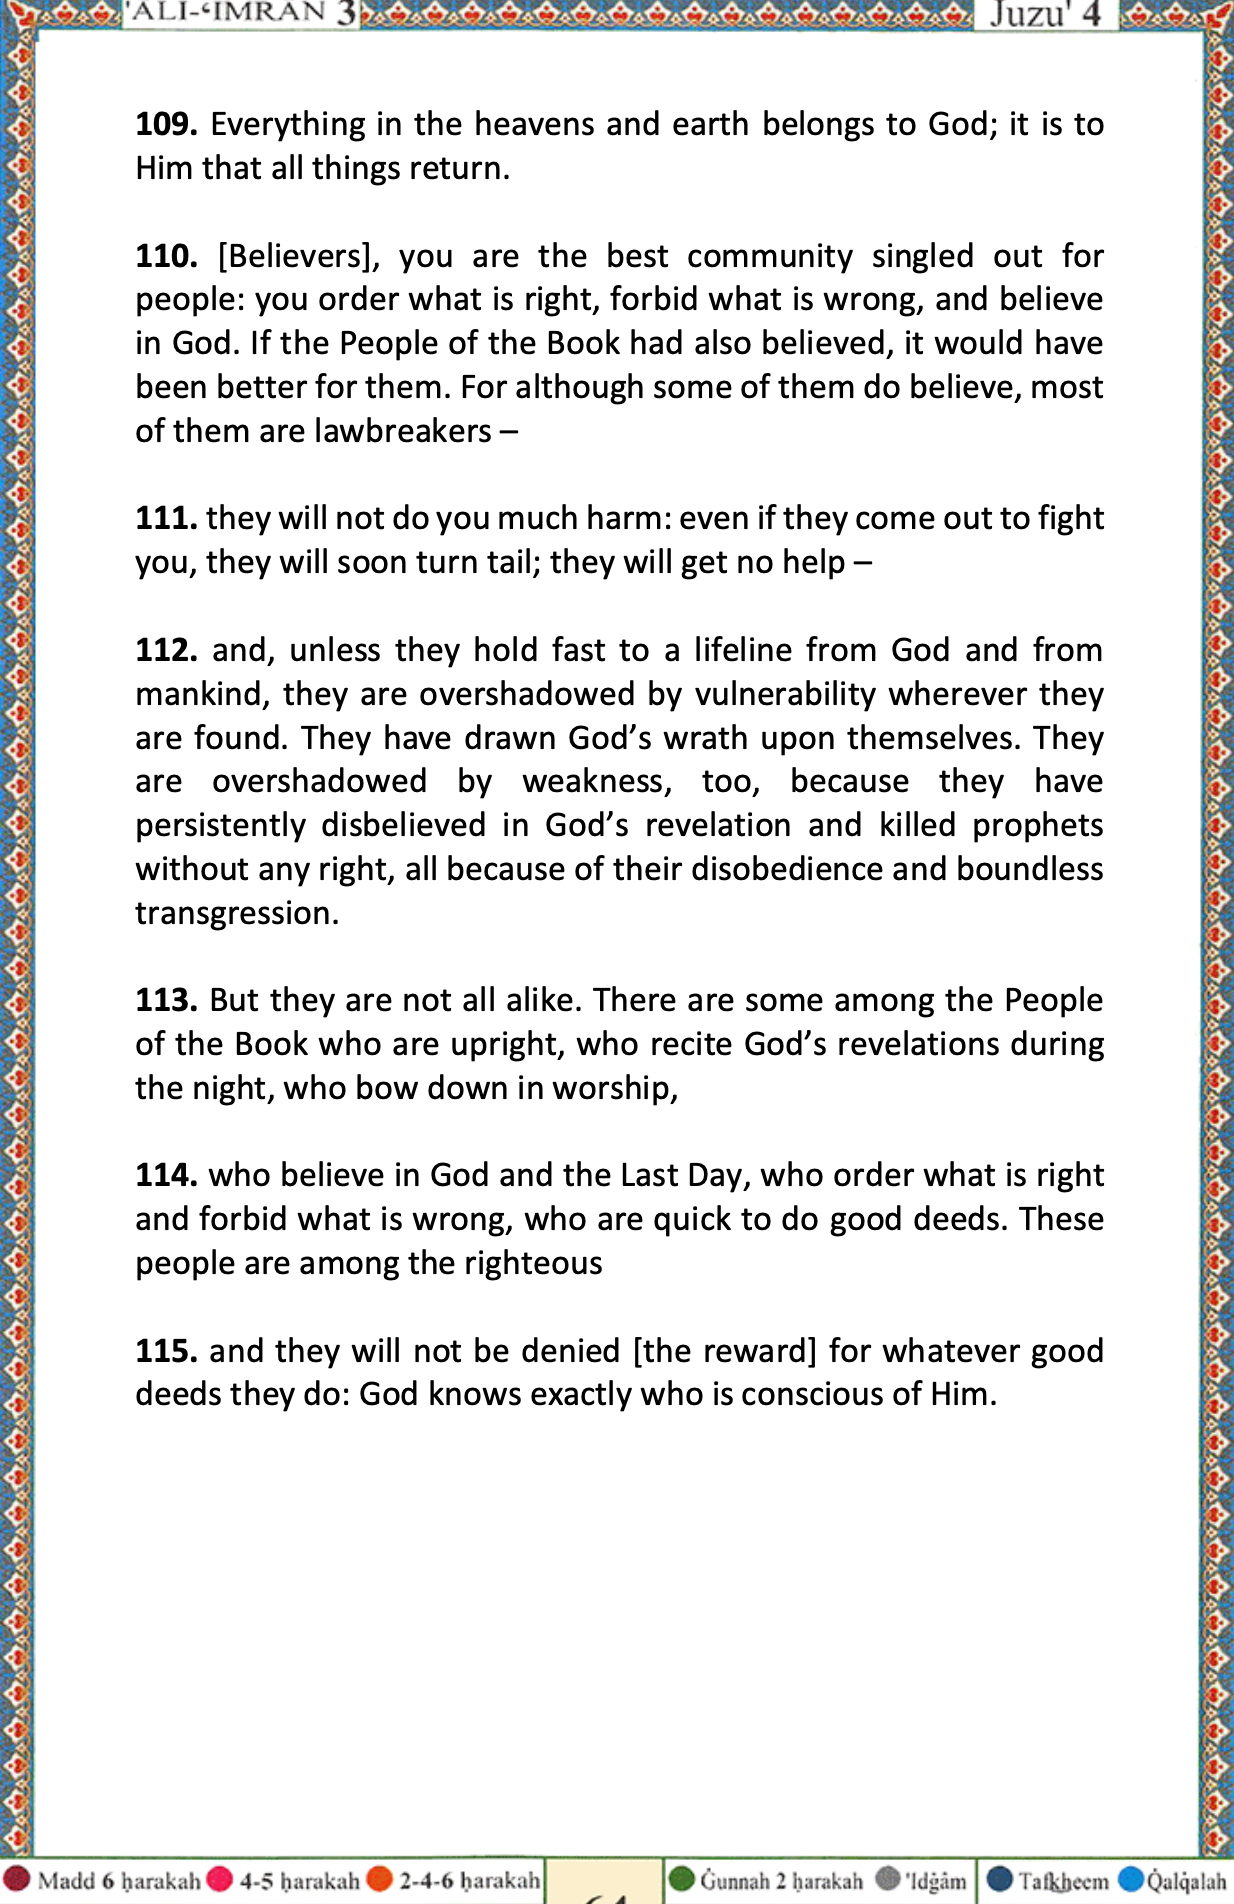 'ALI-‘IMRAN 3
Juzu' 4
109. Everything in the heavens and earth belongs to God; it is to
Him that all things return.
110. [Believers], you are the best community singled out for
people: you order what is right, forbid what is wrong, and believe
in God. If the People of the Book had also believed, it would have
been better for them. For although some of them do believe, most
of them are lawbreakers –
111. they will not do you much harm: even if they come out to fight
you, they will soon turn tail; they will get no help –
112. and, unless they hold fast to a lifeline from God and from
mankind, they are overshadowed by vulnerability wherever they
are found. They have drawn God’s wrath upon themselves. They
are overshadowed by weakness, too, because they have
persistently disbelieved in God’s revelation and killed prophets
without any right, all because of their disobedience and boundless
transgression.
113. But they are not all alike. There are some among the People
of the Book who are upright, who recite God’s revelations during
the night, who bow down in worship,
114. who believe in God and the Last Day, who order what is right
and forbid what is wrong, who are quick to do good deeds. These
people are among the righteous
115. and they will not be denied [the reward] for whatever good
deeds they do: God knows exactly who is conscious of Him.
Madd 6 ḥarakah 4-5 ḥarakah 2-4-6 ḥarakah
64
Ġunnah 2 ḥarakah 'Idġâm Tafkheem Qalqalah